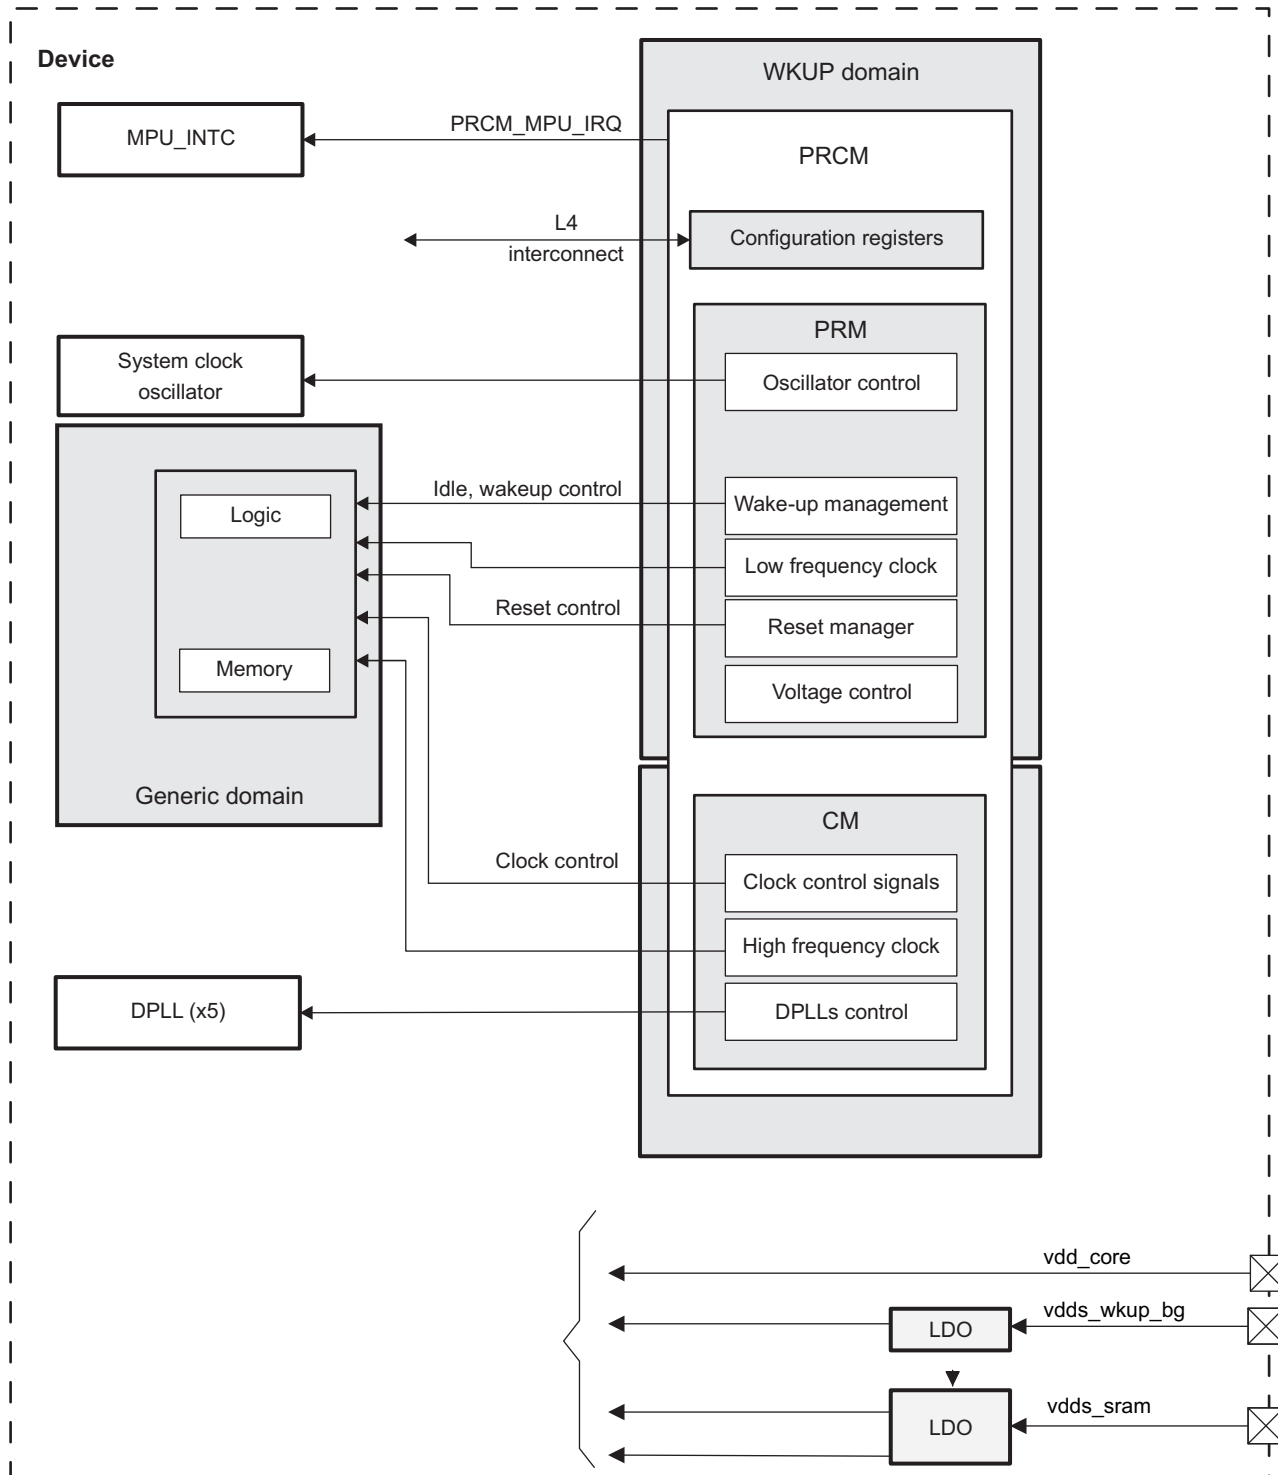 Device
WKUP domain
MPU_INTC
PRCM_MPU_IRQ
PRCM
L4
interconnect
Configuration registers
PRM
System clock
oscillator
Oscillator control
Idle, wakeup control
Wake-up management
Logic
Low frequency clock
Reset control
Reset manager
Memory
Voltage control
Generic domain
CM
Clock control
Clock control signals
High frequency clock
DPLL (x5)
DPLLs control
vdd_core
vdds_wkup_bg
LDO
vdds_sram
LDO